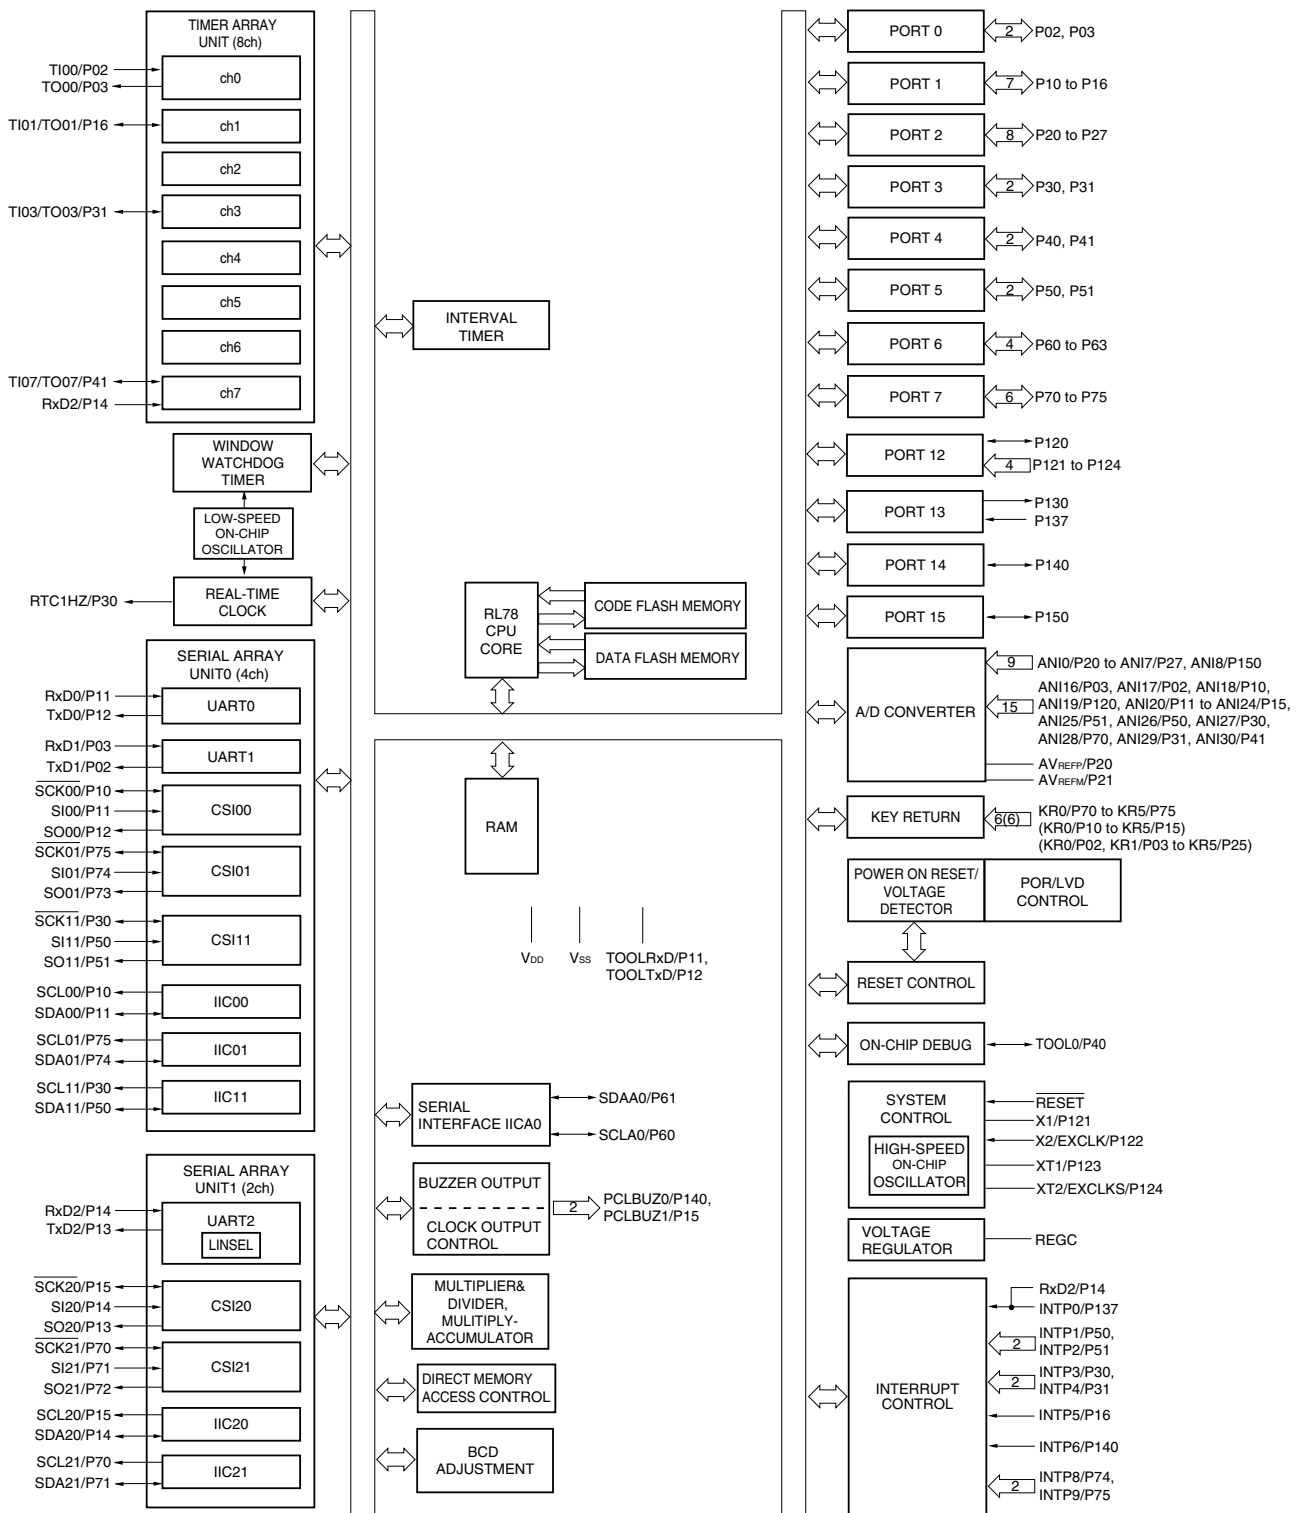 TIMER ARRAY
UNIT (8ch)
TI00/P02
TO00/P03
ch0
TI01/TO01/P16
ch1
ch2
TI03/TO03/P31
ch3
ch4
ch5
ch6
TI07/TO07/P41
RxD2/P14
ch7
WINDOW
WATCHDOG
TIMER
LOW-SPEED
ON-CHIP
OSCILLATOR
RTC1HZ/P30
REAL-TIME
CLOCK
SERIAL ARRAY
UNIT0 (4ch)
RxD0/P11
TxD0/P12
UART0
RxD1/P03
TxD1/P02
UART1
SCK00/P10
SI00/P11
SO00/P12
CSI00
SCK01/P75
SI01/P74
SO01/P73
CSI01
SCK11/P30
SI11/P50
SO11/P51
CSI11
SCL00/P10
SDA00/P11
IIC00
SCL01/P75
SDA01/P74
IIC01
SCL11/P30
SDA11/P50
IIC11
SERIAL ARRAY
UNIT1 (2ch)
RxD2/P14
TxD2/P13
UART2
LINSEL
SCK20/P15
SI20/P14
SO20/P13
CSI20
SCK21/P70
SI21/P71
SO21/P72
CSI21
SCL20/P15
SDA20/P14
IIC20
SCL21/P70
SDA21/P71
IIC21
INTERVAL
TIMER
RL78
CPU
CORE
CODE FLASH MEMORY
DATA FLASH MEMORY
RAM
VDD
VSS
TOOLRxD/P11,
TOOLTxD/P12
SERIAL
INTERFACE IICA0
SDAA0/P61
SCLA0/P60
BUZZER OUTPUT
CLOCK OUTPUT
CONTROL
2
PCLBUZ0/P140,
PCLBUZ1/P15
MULTIPLIER&
DIVIDER,
MULITIPLY-
ACCUMULATOR
DIRECT MEMORY
ACCESS CONTROL
BCD
ADJUSTMENT
PORT 0
2
P02, P03
PORT 1
7
P10 to P16
PORT 2
8
P20 to P27
PORT 3
2
P30, P31
PORT 4
2
P40, P41
PORT 5
2
P50, P51
PORT 6
4
P60 to P63
PORT 7
6
P70 to P75
PORT 12
P120
4
P121 to P124
PORT 13
P130
P137
PORT 14
P140
PORT 15
P150
A/D CONVERTER
9
ANI0/P20 to ANI7/P27, ANI8/P150
15
ANI16/P03, ANI17/P02, ANI18/P10,
ANI19/P120, ANI20/P11 to ANI24/P15,
ANI25/P51, ANI26/P50, ANI27/P30,
ANI28/P70, ANI29/P31, ANI30/P41
AVREFP/P20
AVREFM/P21
KEY RETURN
6(6)
KR0/P70 to KR5/P75
(KR0/P10 to KR5/P15)
(KR0/P02, KR1/P03 to KR5/P25)
POWER ON RESET/
VOLTAGE
DETECTOR
POR/LVD
CONTROL
RESET CONTROL
ON-CHIP DEBUG
TOOL0/P40
SYSTEM
CONTROL
HIGH-SPEED
ON-CHIP
OSCILLATOR
RESET
X1/P121
X2/EXCLK/P122
XT1/P123
XT2/EXCLKS/P124
VOLTAGE
REGULATOR
REGC
INTERRUPT
CONTROL
RxD2/P14
INTP0/P137
2
INTP1/P50,
INTP2/P51
2
INTP3/P30,
INTP4/P31
INTP5/P16
INTP6/P140
2
INTP8/P74,
INTP9/P75